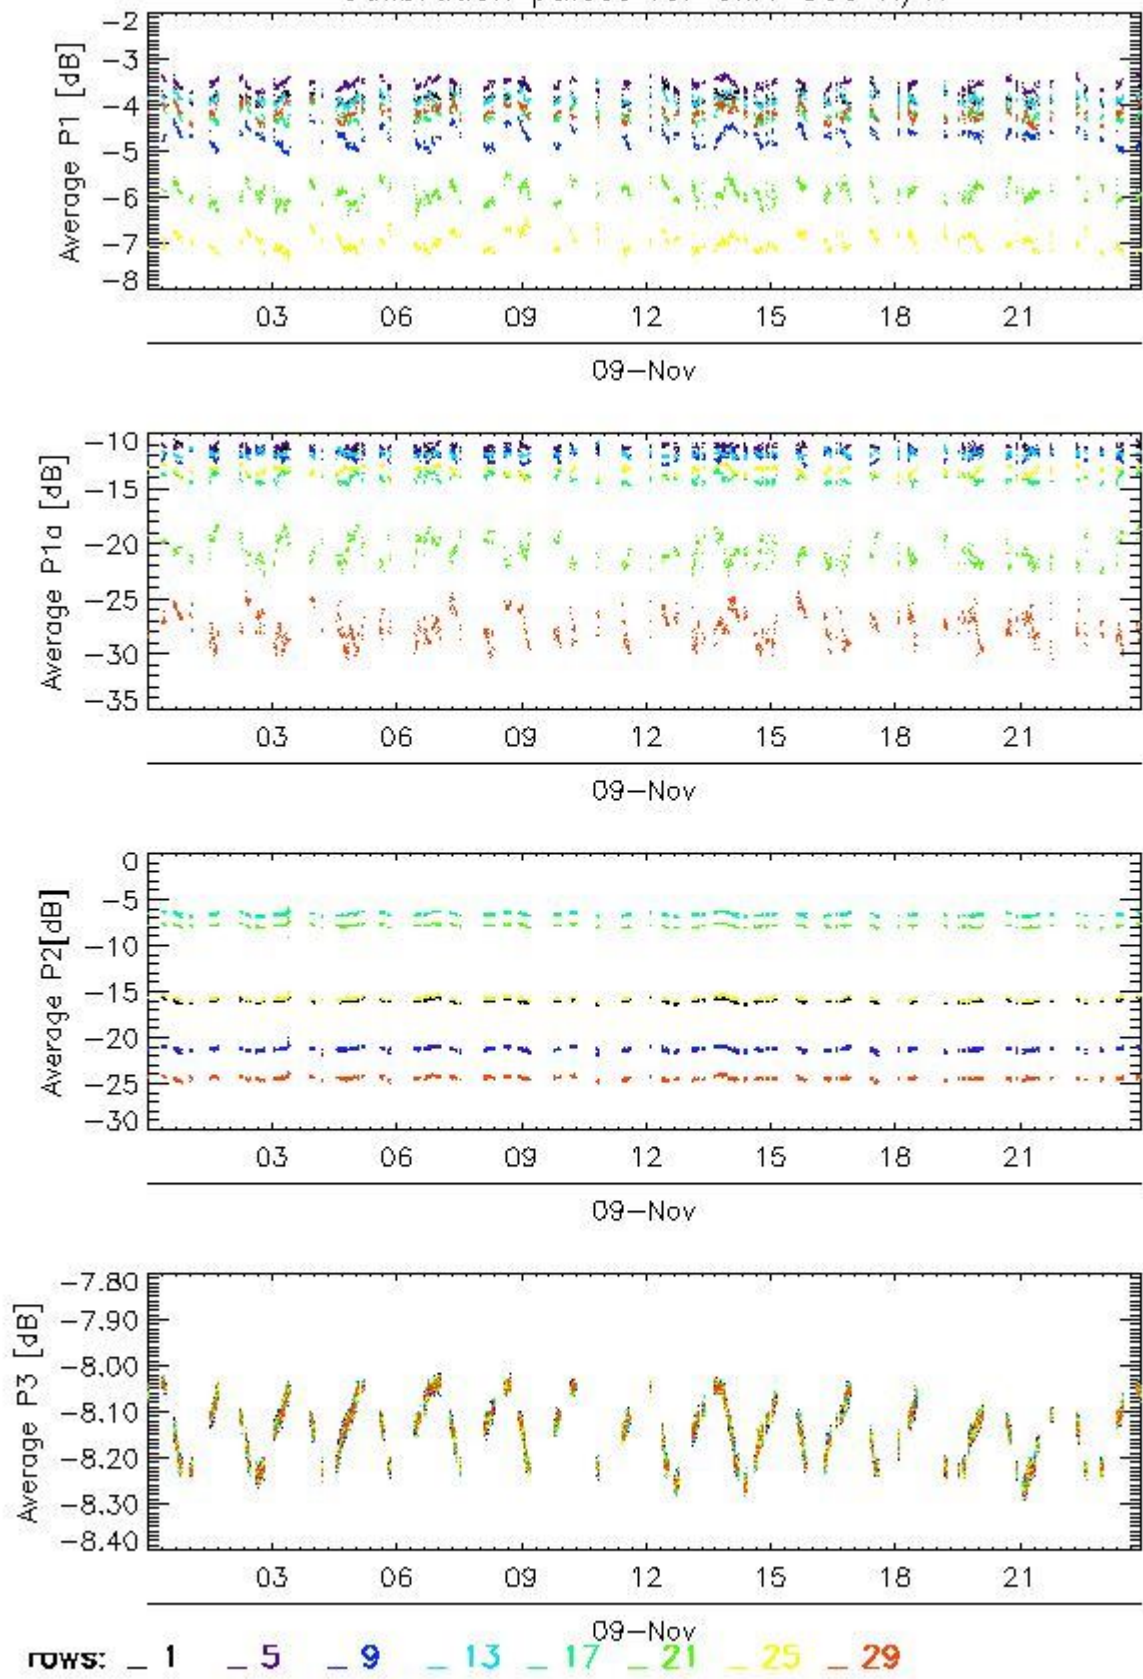 Calibration pulses for
-2
-3
-4
-5
-6
-7
-8
Average P1 [dB]
03 06 09 12 15 18 21
09-Nov
-10
-15
-20
-25
-30
-35
Average P1a [dB]
03 06 09 12 15 18 21
09-Nov
0
-5
-10
-15
-20
-25
-30
Average P2[dB]
03 06 09 12 15 18 21
09-Nov
-7.80
-7.90
-8.00
-8.10
-8.20
-8.30
-8.40
Average P3 [dB]
03 06 09 12 15 18 21
09-Nov
rows: _ 1 _ 5 _ 9 _ 13 _ 17 _ 21 _ 25 _ 29